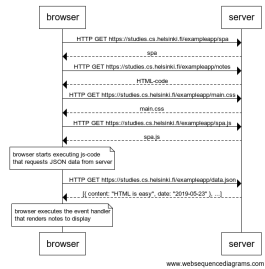 browser
server
HTTP GET https://studies.cs.helsinki.fi/exampleapp/spa
spa
HTTP GET https://studies.cs.helsinki.fi/exampleapp/notes
HTML-code
HTTP GET https://studies.cs.helsinki.fi/exampleapp/main.css
main.css
HTTP GET https://studies.cs.helsinki.fi/exampleapp/spa.js
spa.js
browser starts executing js-code
that requests JSON data from server
HTTP GET https://studies.cs.helsinki.fi/exampleapp/data.json
[{ content: "HTML is easy", date: "2019-05-23" }, ...]
browser executes the event handler
that renders notes to display
browser
server
www.websequencediagrams.com